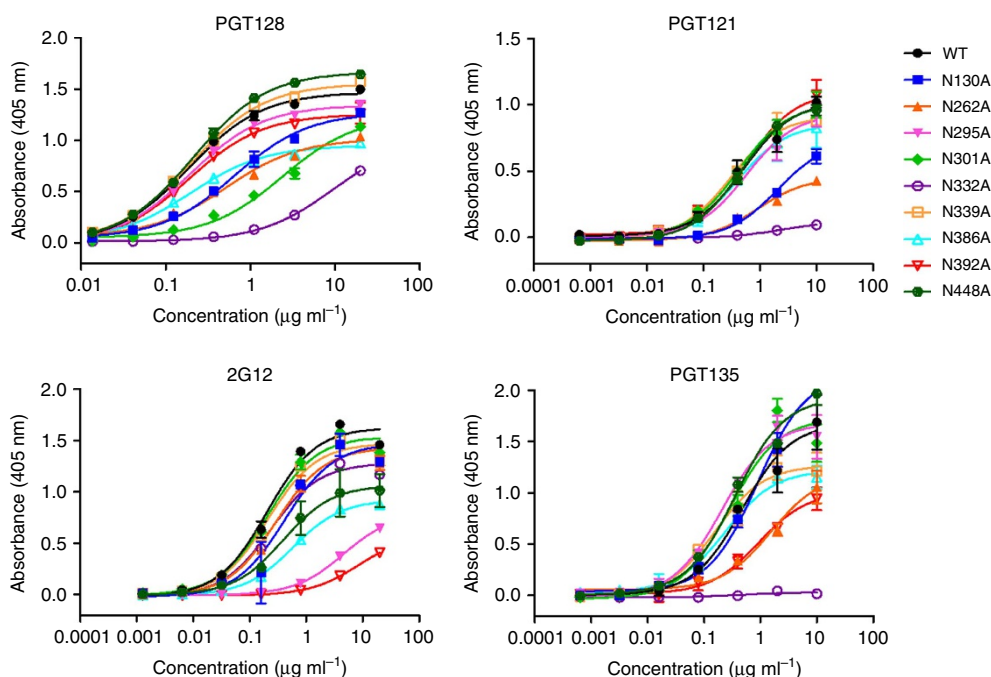 PGT128
2.0
1.5
1.0
0.5
0.0
Absorbance (405 nm)
0.01 0.1 1 10 100
Concentration (μg ml⁻¹)
PGT121
1.5
1.0
0.5
0.0
Absorbance (405 nm)
0.0001 0.001 0.01 0.1 1 10 100
Concentration (μg ml⁻¹)
WT
N130A
N262A
N295A
N301A
N332A
N339A
N386A
N392A
N448A
2G12
2.0
1.5
1.0
0.5
0.0
Absorbance (405 nm)
0.0001 0.001 0.01 0.1 1 10 100
Concentration (μg ml⁻¹)
PGT135
2.0
1.5
1.0
0.5
0.0
Absorbance (405 nm)
0.0001 0.001 0.01 0.1 1 10 100
Concentration (μg ml⁻¹)